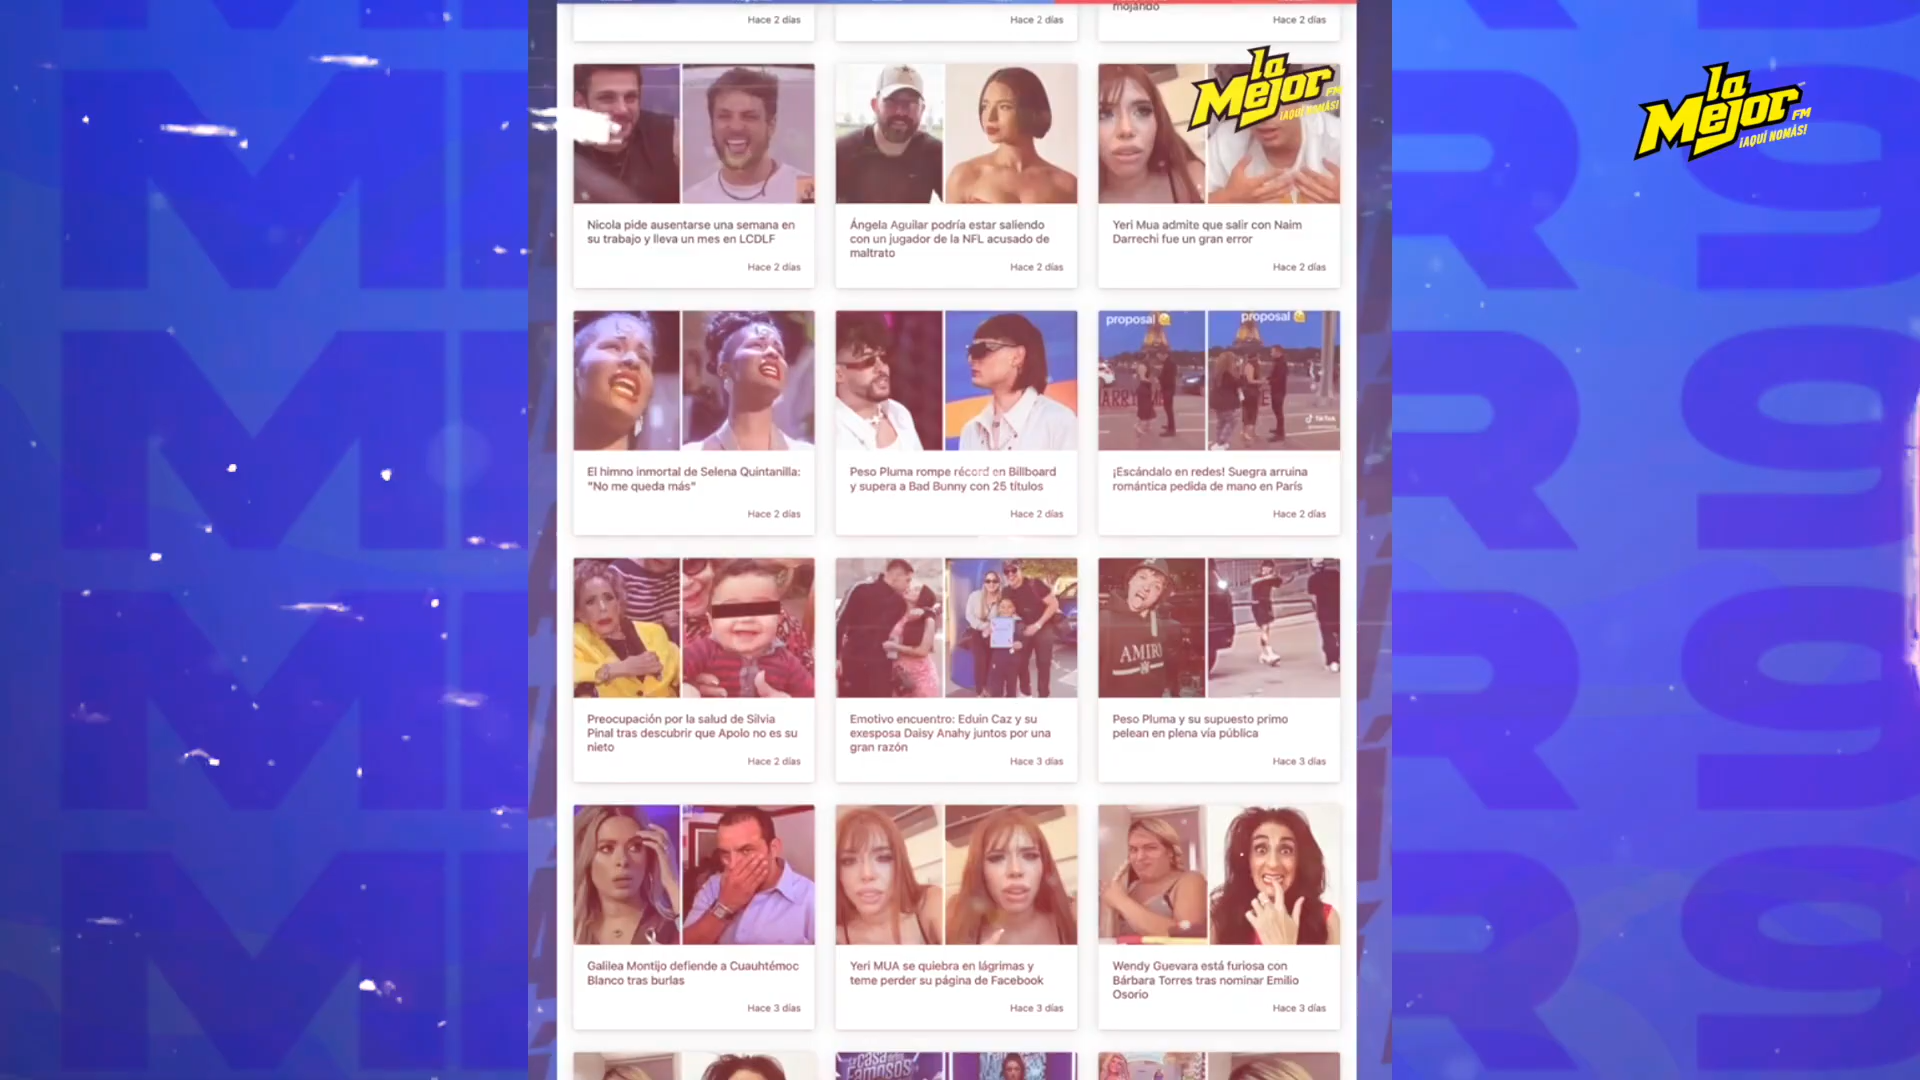 mojando
Hace 2 días
Hace 2 días
Hace 2 días
la
Mejor FM
¡AQUÍ NOMÁS!
la
Mejor FM
¡AQUÍ NOMÁS!
Nicola pide ausentarse una semana en
su trabajo y lleva un mes en LCDLF
Hace 2 días
Ángela Aguilar podría estar saliendo
con un jugador de la NFL acusado de
maltrato
Hace 2 días
Yeri Mua admite que salir con Naim
Darrechi fue un gran error
Hace 2 días
proposal
proposal
TikTok
El himno inmortal de Selena Quintanilla:
"No me queda más"
Hace 2 días
Peso Pluma rompe récord en Billboard
y supera a Bad Bunny con 25 títulos
Hace 2 días
¡Escándalo en redes! Suegra arruina
romántica pedida de mano en París
Hace 2 días
AMIRI
Preocupación por la salud de Silvia
Pinal tras descubrir que Apolo no es su
nieto
Hace 2 días
Emotivo encuentro: Eduin Caz y su
exesposa Daisy Anahy juntos por una
gran razón
Hace 3 días
Peso Pluma y su supuesto primo
pelean en plena vía pública
Hace 3 días
Galilea Montijo defiende a Cuauhtémoc
Blanco tras burlas
Hace 3 días
Yeri MUA se quiebra en lágrimas y
teme perder su página de Facebook
Hace 3 días
Wendy Guevara está furiosa con
Bárbara Torres tras nominar Emilio
Osorio
Hace 3 días
La casa
Famosos
M
R
9
M
R
9
M
R
9
M
R
9